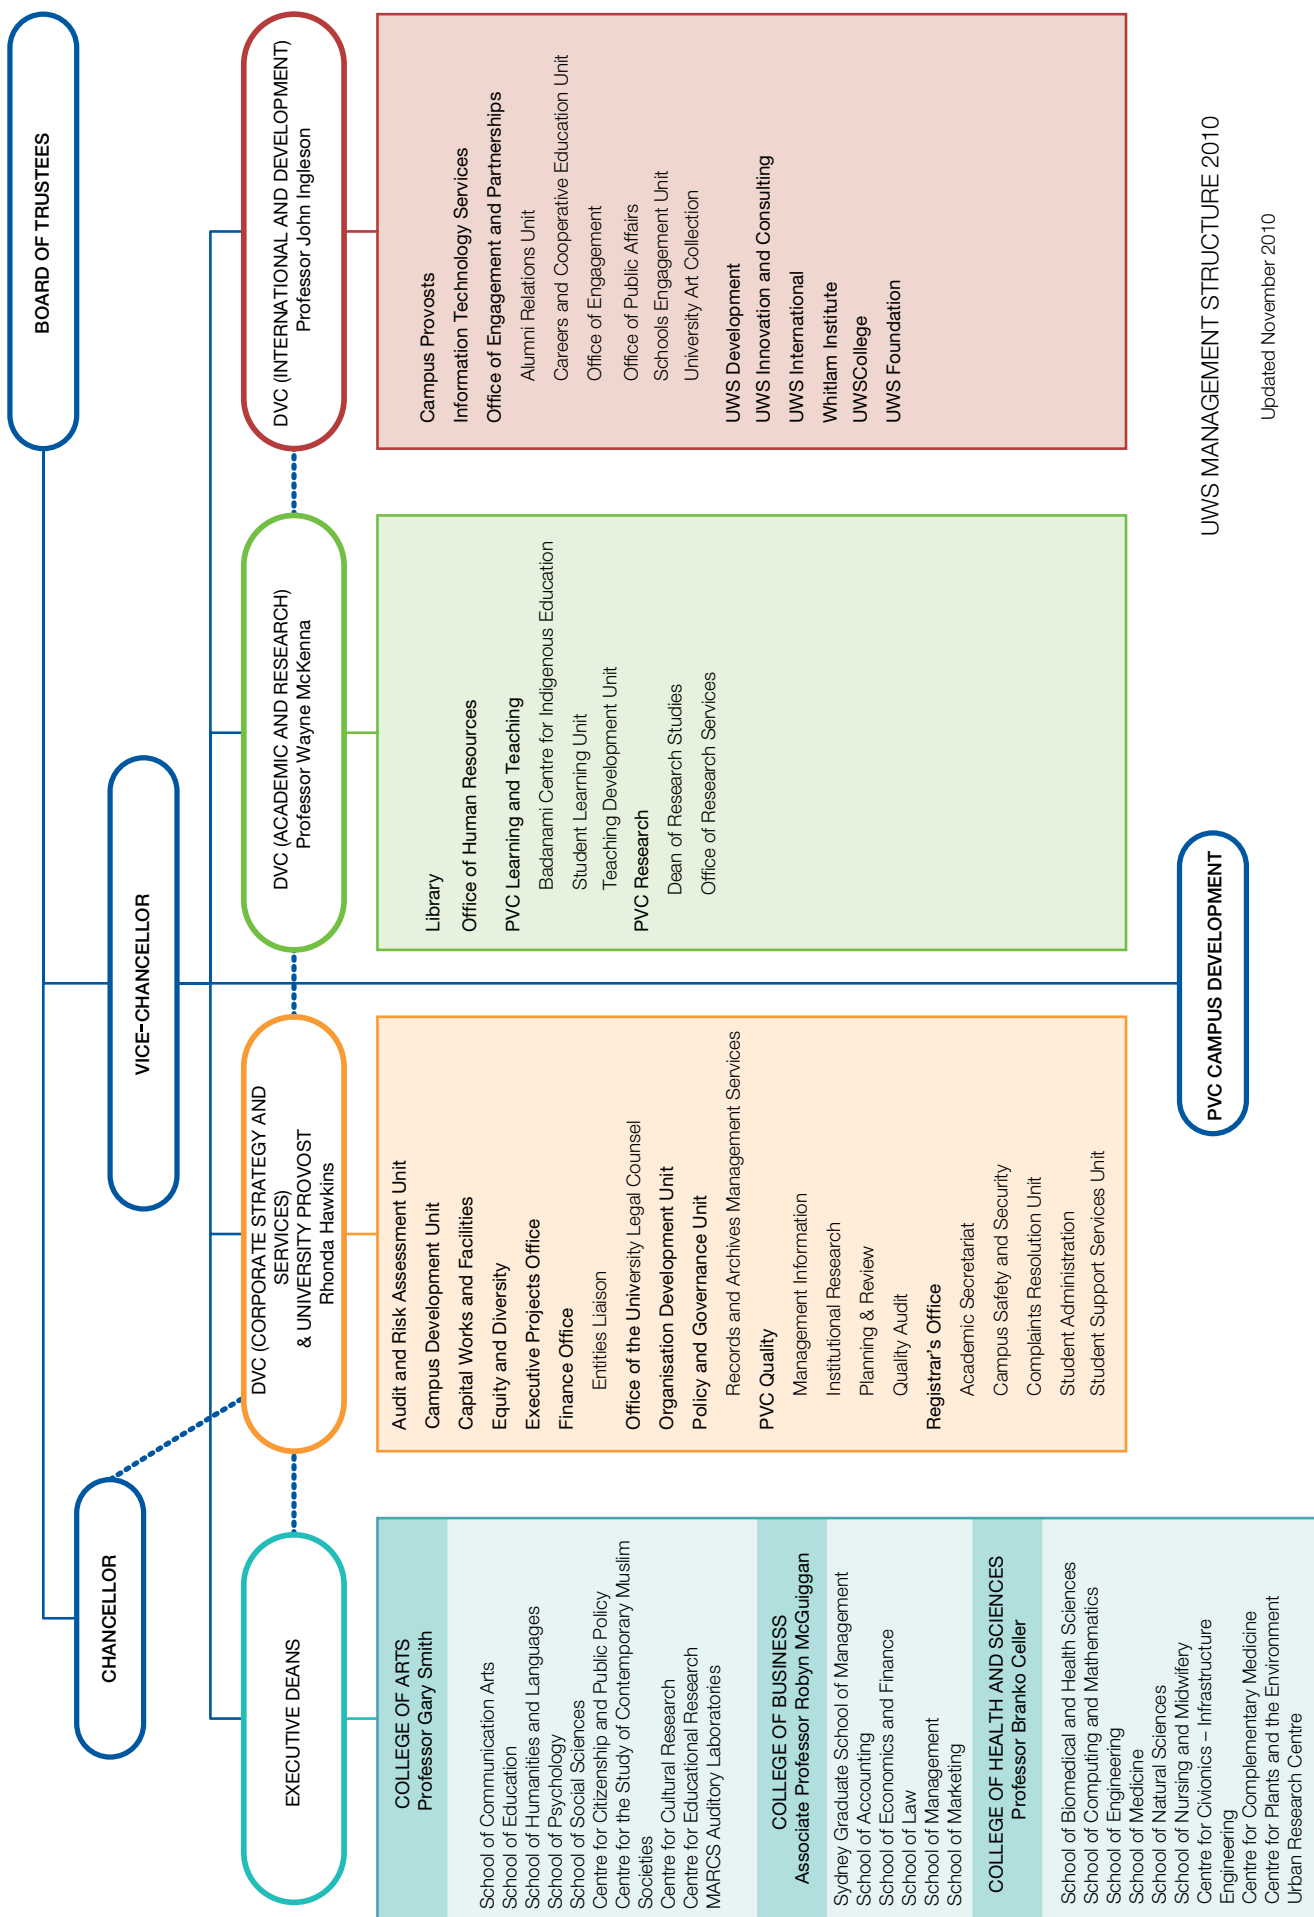 BOARD OF TRUSTEES
CHANCELLOR
VICE-CHANCELLOR
EXECUTIVE DEANS
DVC (CORPORATE STRATEGY AND
SERVICES)
& UNIVERSITY PROVOST
Rhonda Hawkins
DVC (ACADEMIC AND RESEARCH)
Professor Wayne McKenna
DVC (INTERNATIONAL AND DEVELOPMENT)
Professor John Ingleson
COLLEGE OF ARTS
Professor Gary Smith
School of Communication Arts
School of Education
School of Humanities and Languages
School of Psychology
School of Social Sciences
Centre for Citizenship and Public Policy
Centre for the Study of Contemporary Muslim
Societies
Centre for Cultural Research
Centre for Educational Research
MARCS Auditory Laboratories
COLLEGE OF BUSINESS
Associate Professor Robyn McGuiggan
Sydney Graduate School of Management
School of Accounting
School of Economics and Finance
School of Law
School of Management
School of Marketing
COLLEGE OF HEALTH AND SCIENCES
Professor Branko Celler
School of Biomedical and Health Sciences
School of Computing and Mathematics
School of Engineering
School of Medicine
School of Natural Sciences
School of Nursing and Midwifery
Centre for Civionics – Infrastructure
Engineering
Centre for Complementary Medicine
Centre for Plants and the Environment
Urban Research Centre
Audit and Risk Assessment Unit
Campus Development Unit
Capital Works and Facilities
Equity and Diversity
Executive Projects Office
Finance Office
Entities Liaison
Office of the University Legal Counsel
Organisation Development Unit
Policy and Governance Unit
Records and Archives Management Services
PVC Quality
Management Information
Institutional Research
Planning & Review
Quality Audit
Registrar's Office
Academic Secretariat
Campus Safety and Security
Complaints Resolution Unit
Student Administration
Student Support Services Unit
Library
Office of Human Resources
PVC Learning and Teaching
Badanami Centre for Indigenous Education
Student Learning Unit
Teaching Development Unit
PVC Research
Dean of Research Studies
Office of Research Services
Campus Provosts
Information Technology Services
Office of Engagement and Partnerships
Alumni Relations Unit
Careers and Cooperative Education Unit
Office of Engagement
Office of Public Affairs
Schools Engagement Unit
University Art Collection
UWS Development
UWS Innovation and Consulting
UWS International
Whitlam Institute
UWSCollege
UWS Foundation
PVC CAMPUS DEVELOPMENT
UWS MANAGEMENT STRUCTURE 2010
Updated November 2010